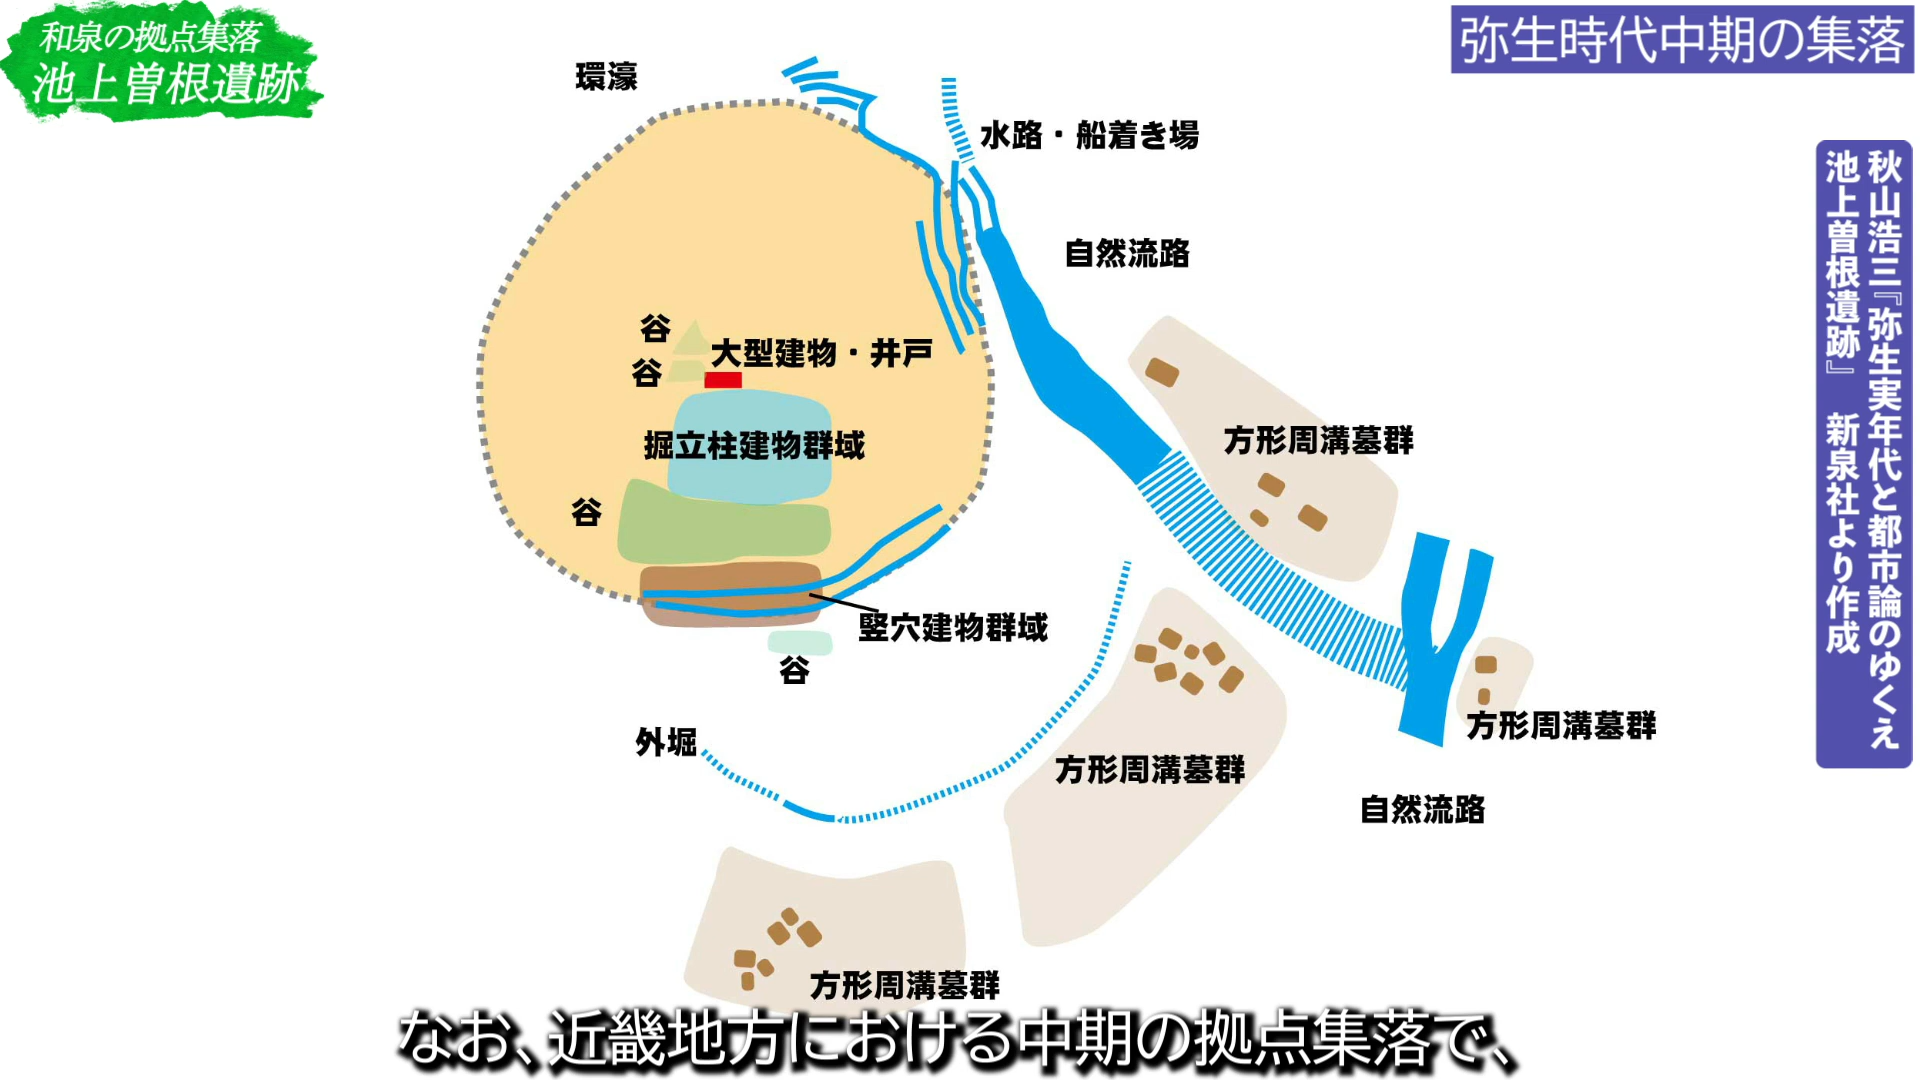 和泉の拠点集落
池上曽根遺跡
弥生時代中期の集落
秋山浩三『弥生実年代と都市論のゆくえ
池上曽根遺跡』　新泉社より作成
環濠
水路・船着き場
自然流路
谷
大型建物・井戸
谷
方形周溝墓群
掘立柱建物群域
谷
竪穴建物群域
谷
方形周溝墓群
外堀
方形周溝墓群
自然流路
方形周溝墓群
なお、近畿地方における中期の拠点集落で、